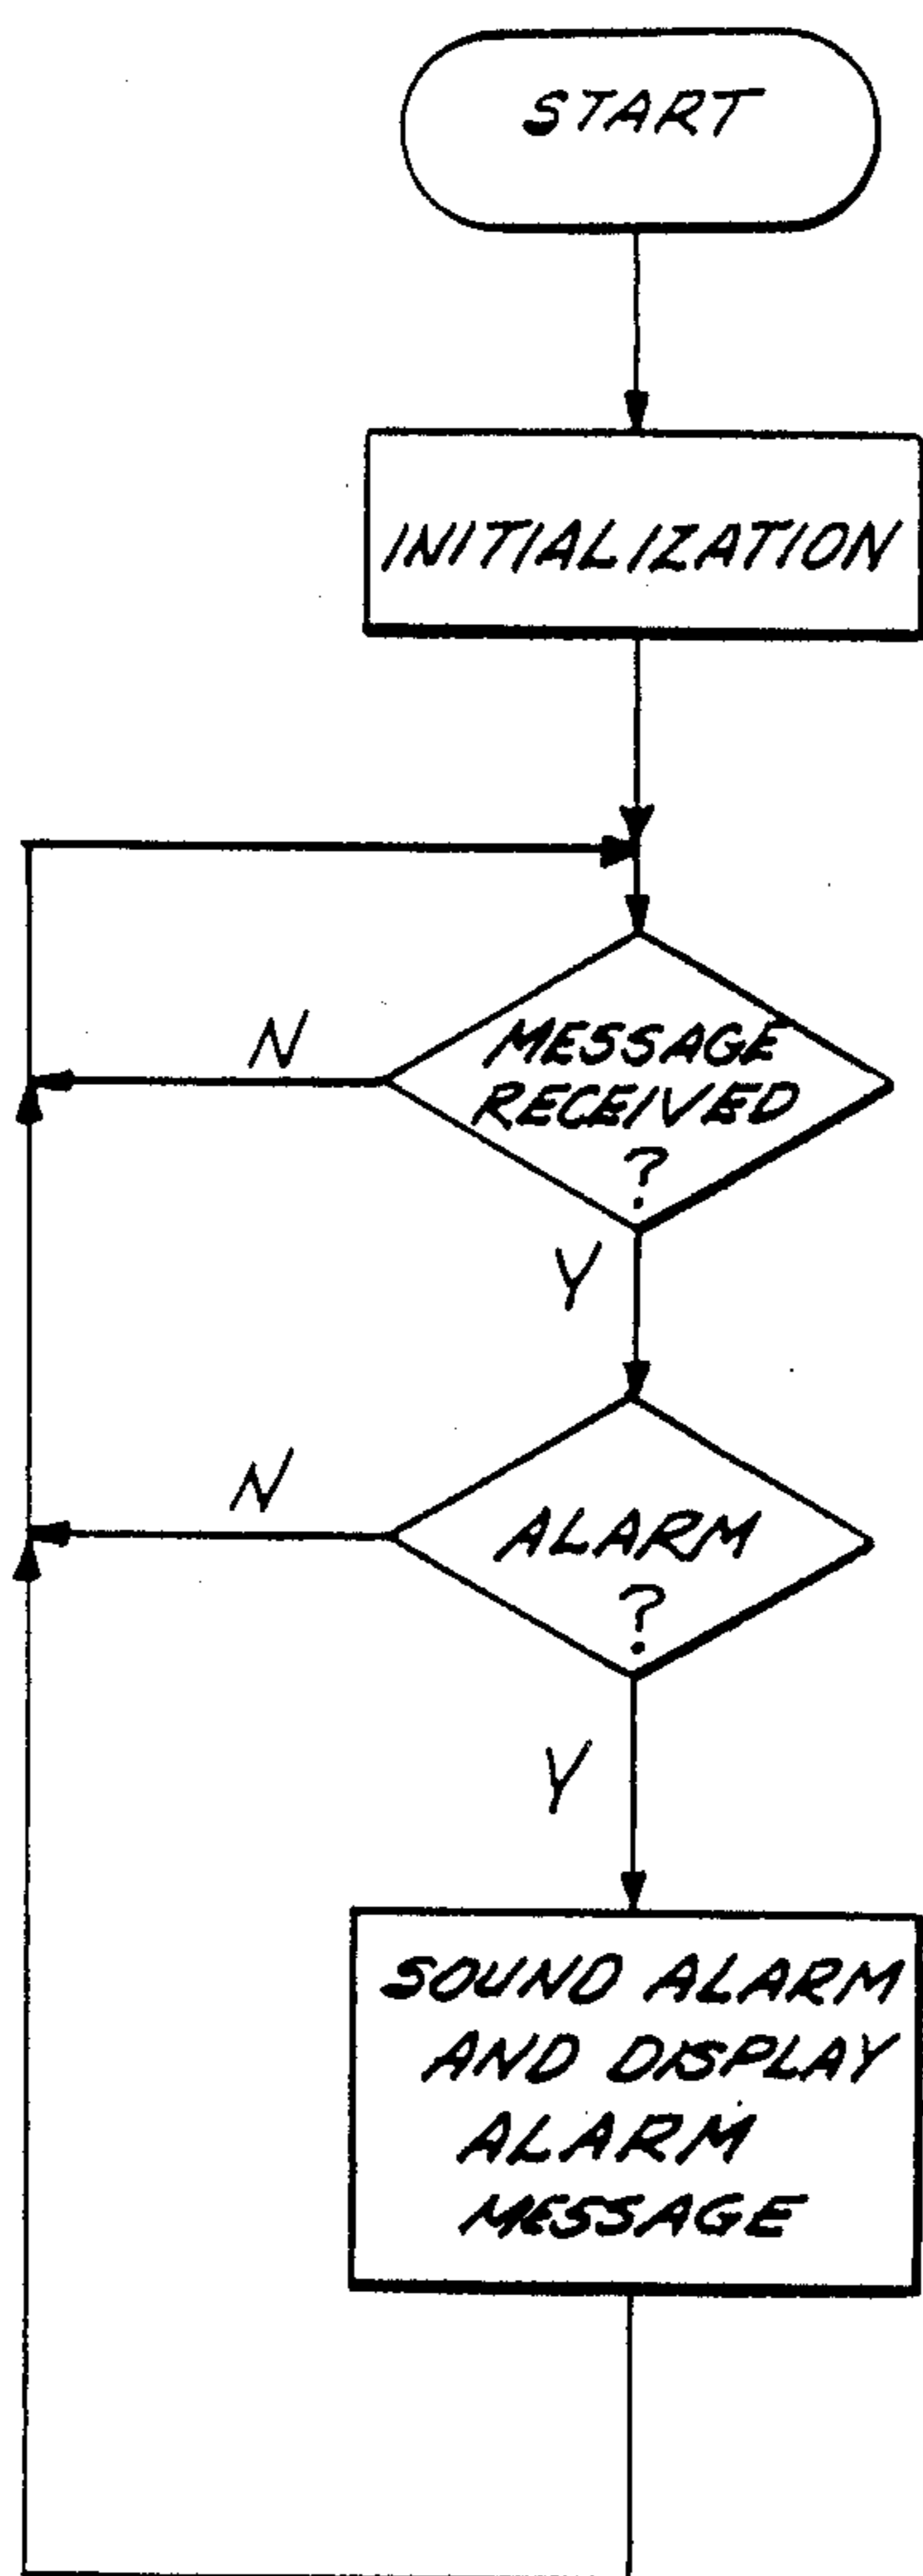 START
INITIALIZATION
MESSAGE
RECEIVED
?
N
Y
ALARM
?
N
Y
SOUND ALARM
AND DISPLAY
ALARM
MESSAGE